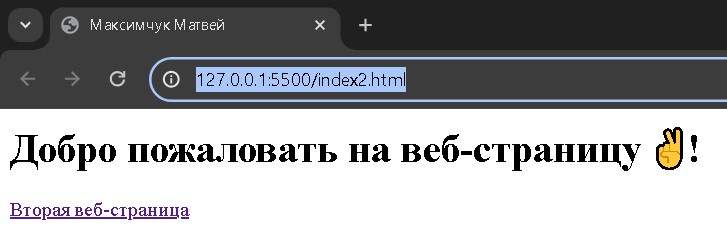 Максимчук Матвей
127.0.0.1:5500/index2.html
Добро пожаловать на веб-страницу ✌!
Вторая веб-страница